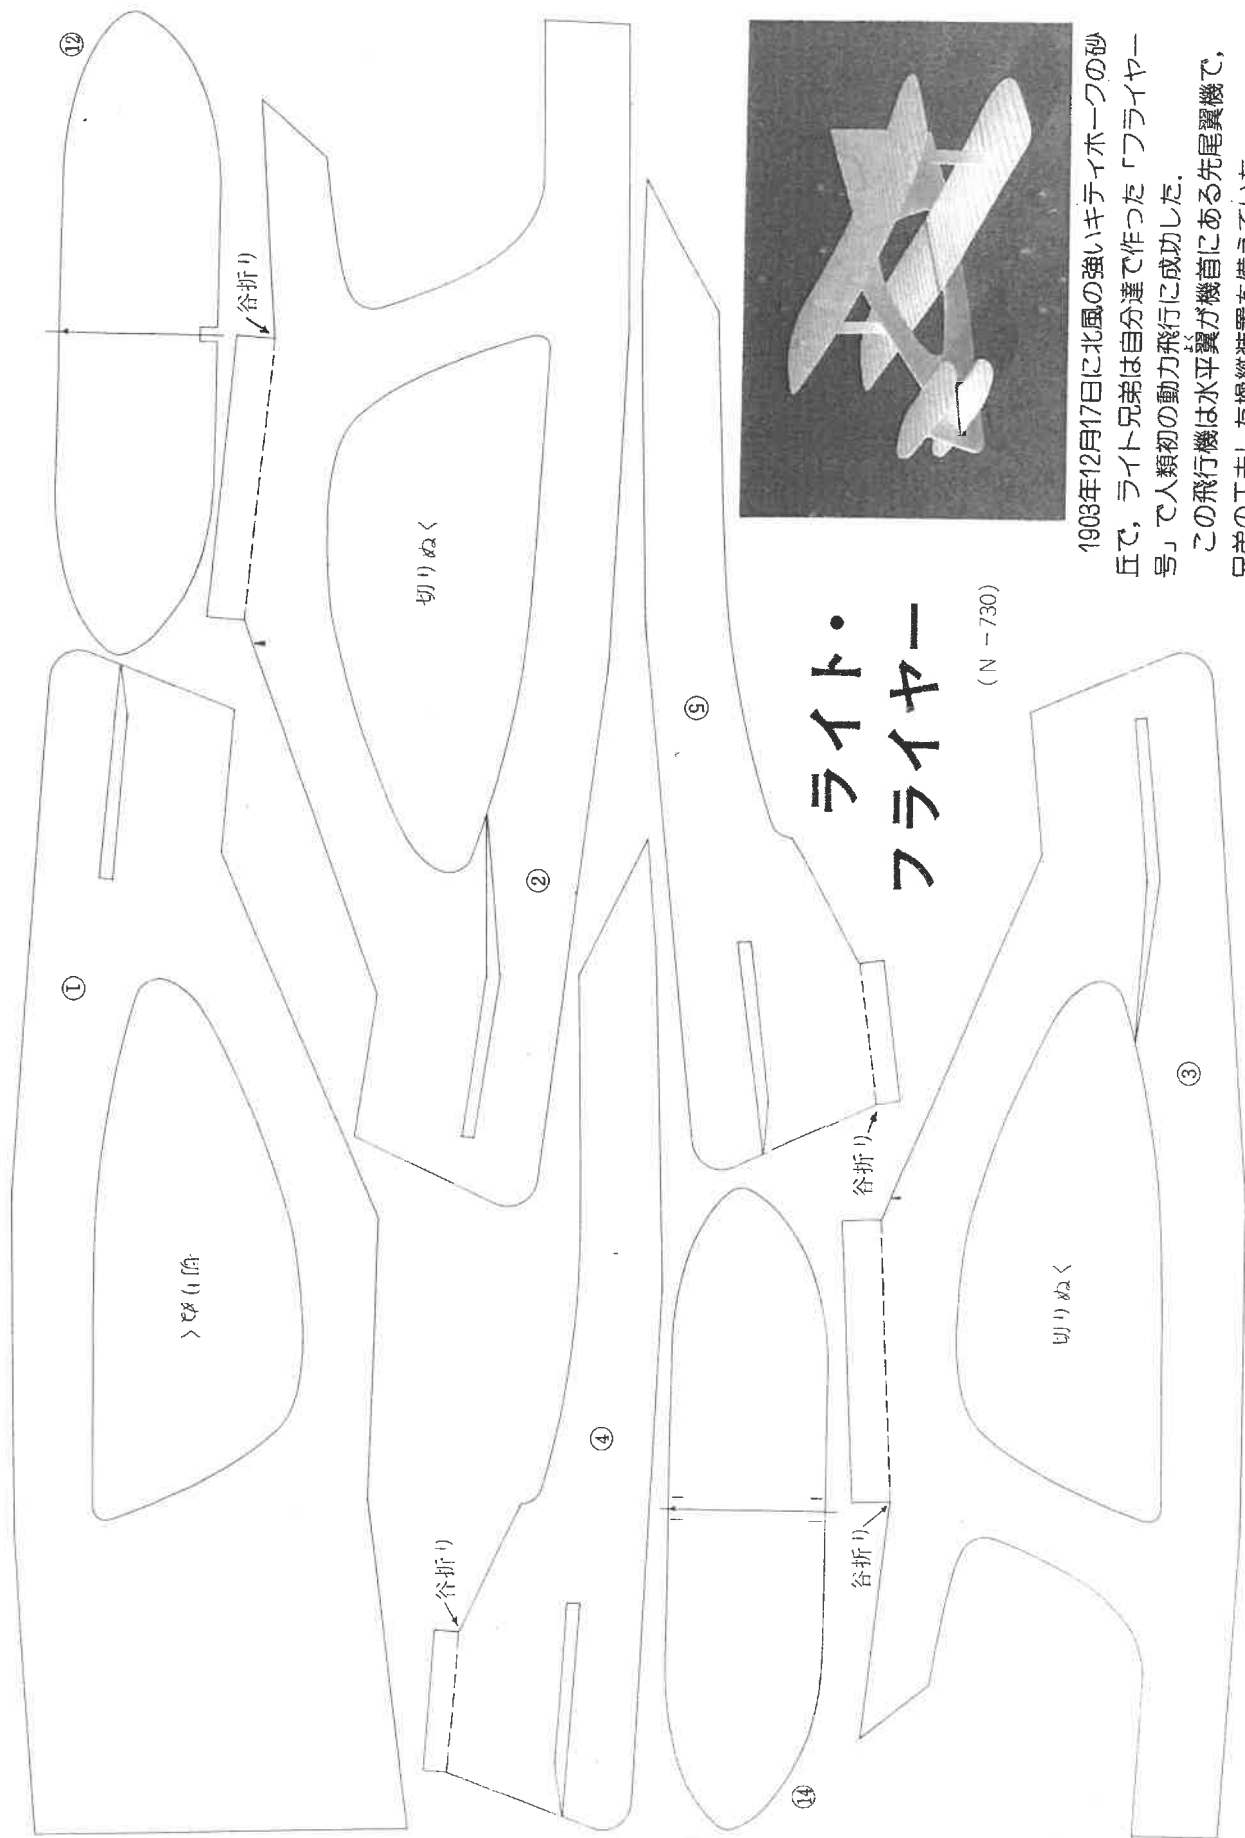 ライト・
フライヤー
(N－730)
1903年12月17日に北風の強いキティホークの砂
丘で，ライト兄弟は自分達で作った「フライヤー
号」で人類初の動力飛行に成功した．
この飛行機は水平翼が機首にある先尾翼機で，
よく
⑫
谷折り
切りぬく
②
①
切りぬく
⑤
谷折り
④
谷折り
⑭
③
切りぬく
谷折り